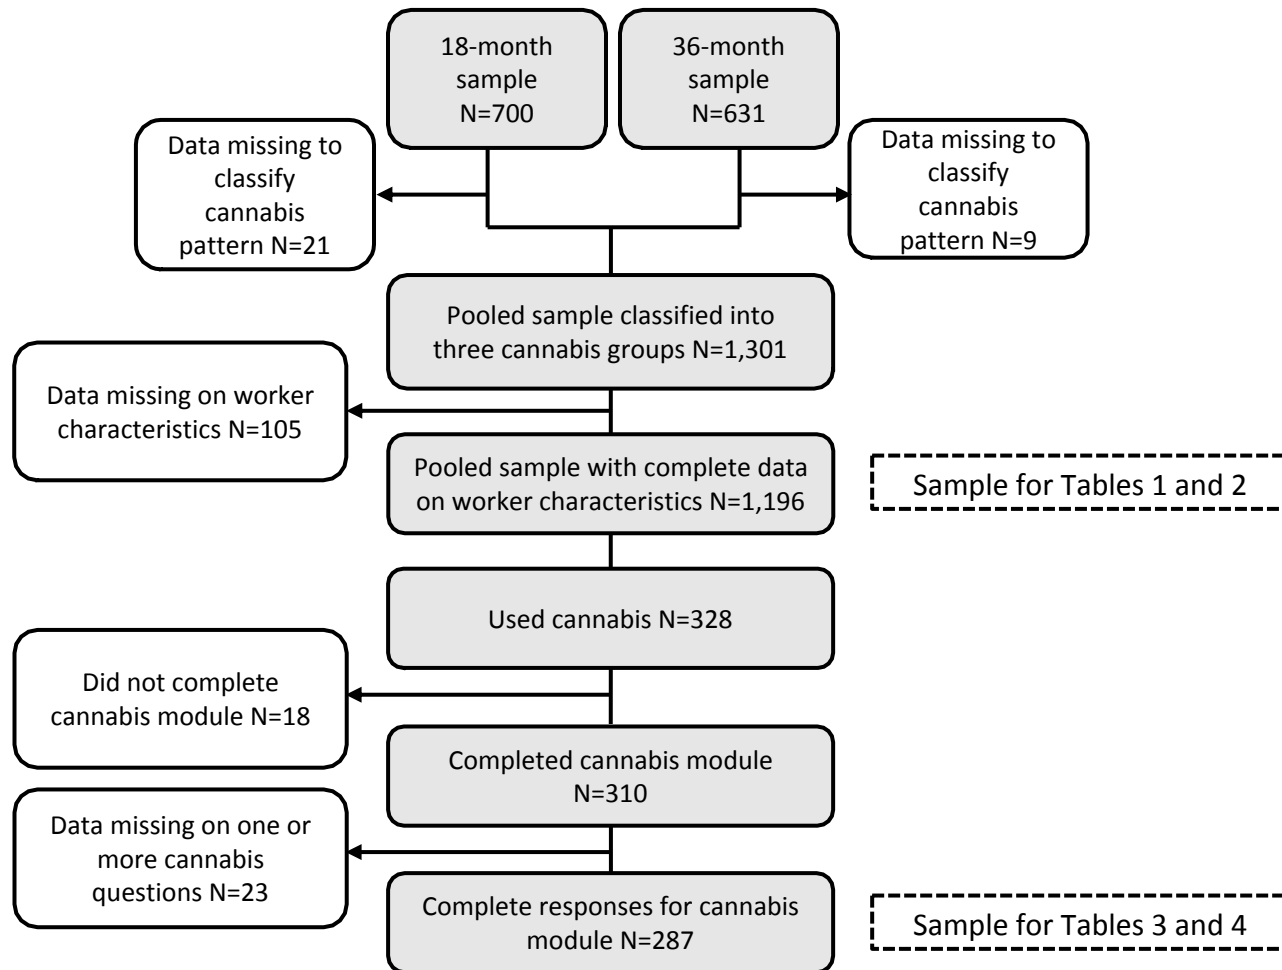 18-month
sample
N=700
36-month
sample
N=631
Data missing to
classify
cannabis
pattern N=21
Data missing to
classify
cannabis
pattern N=9
Pooled sample classified into
three cannabis groups N=1,301
Data missing on worker
characteristics N=105
Pooled sample with complete data
on worker characteristics N=1,196
Sample for Tables 1 and 2
Used cannabis N=328
Did not complete
cannabis module N=18
Completed cannabis module
N=310
Data missing on one or
more cannabis
questions N=23
Complete responses for cannabis
module N=287
Sample for Tables 3 and 4